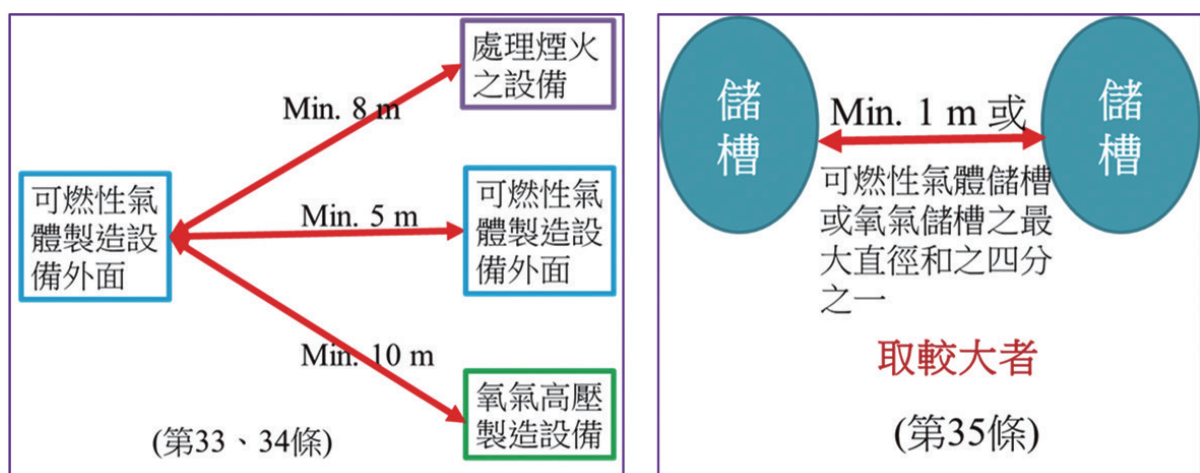 處理煙火
之設備
Min. 8 m
可燃性氣
體製造設
備外面
Min. 5 m
可燃性氣
體製造設
備外面
Min. 10 m
氧氣高壓
製造設備
(第33、34條)
儲
槽
Min. 1 m 或
儲
槽
可燃性氣體儲槽
或氧氣儲槽之最
大直徑和之四分
之一
取較大者
(第35條)